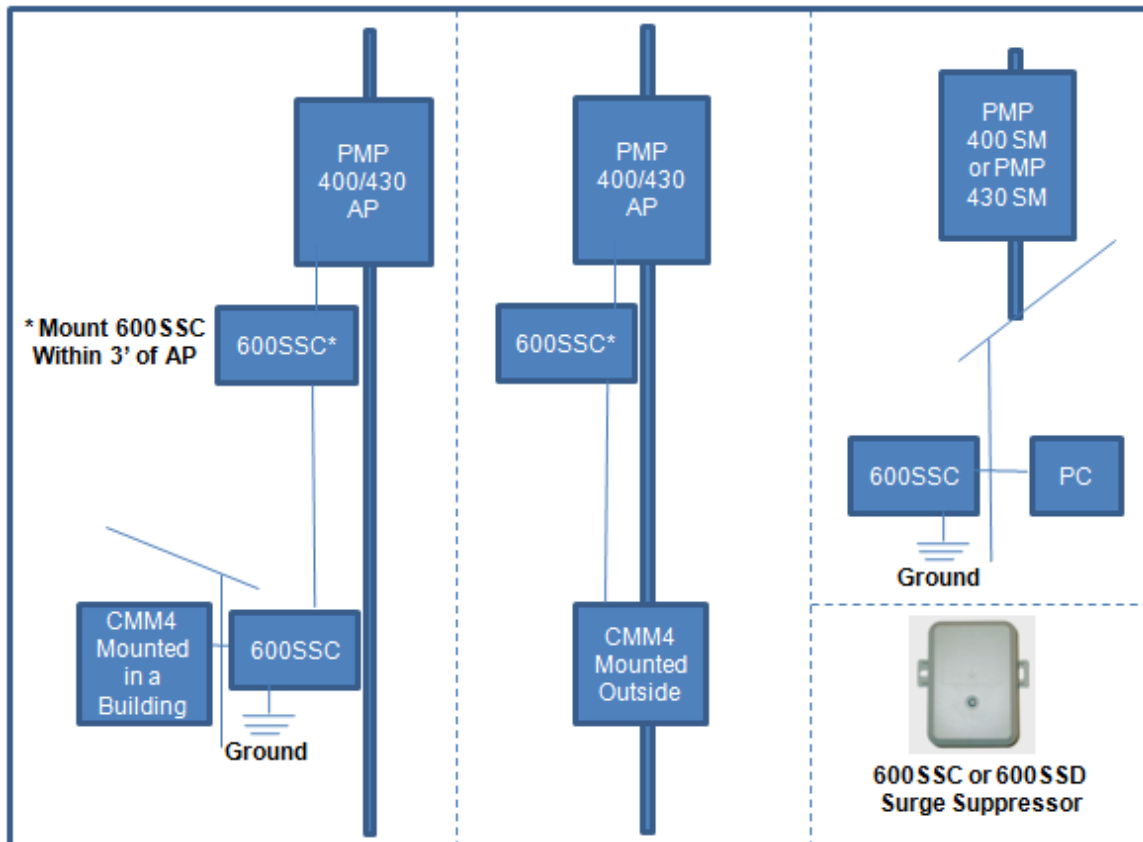 PMP
400/430
AP
* Mount 600SSC
Within 3' of AP
600SSC*
CMM4
Mounted
in a
Building
600SSC
Ground
PMP
400/430
AP
600SSC*
CMM4
Mounted
Outside
PMP
400 SM
or PMP
430 SM
600SSC
PC
Ground
600SSC or 600SSD
Surge Suppressor